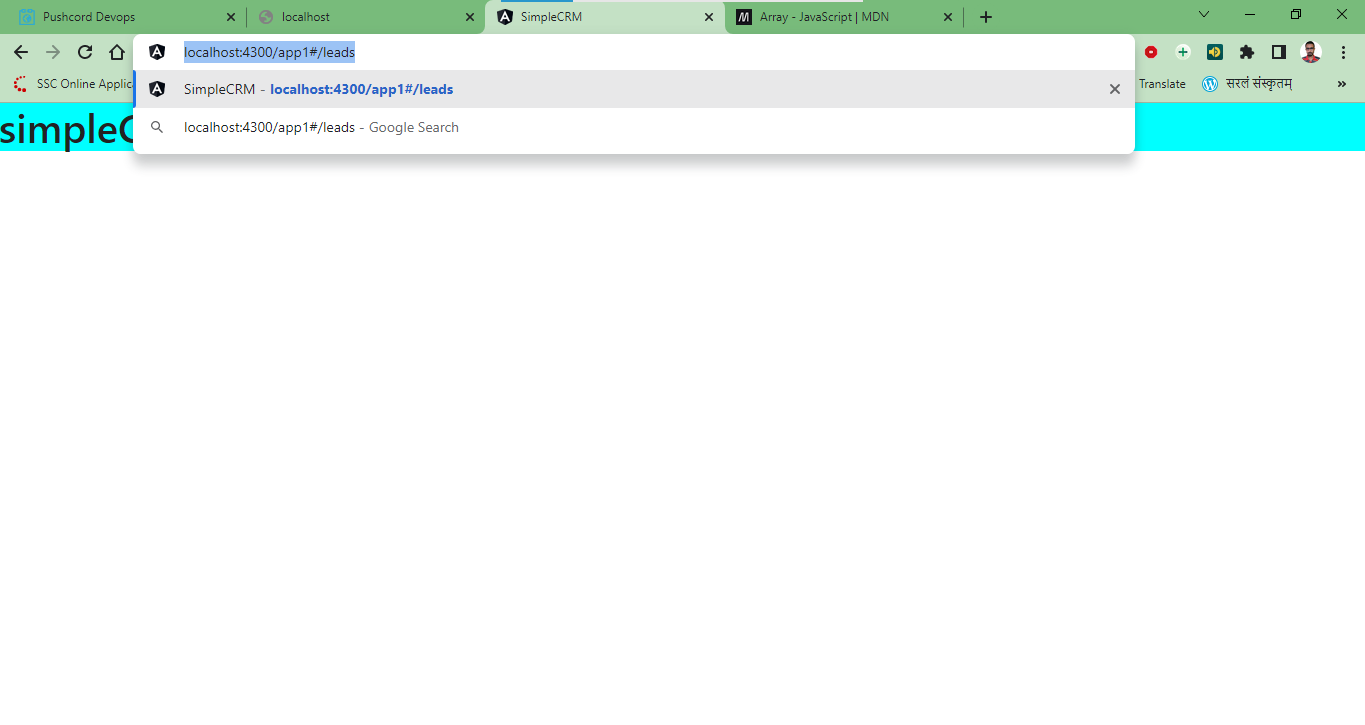 Pushcord Devops
localhost
SimpleCRM
Array - JavaScript | MDN
localhost:4300/app1#/leads
SSC Online Applic
SimpleCRM - localhost:4300/app1#/leads
Translate
सरलं संस्कृतम्
»
localhost:4300/app1#/leads - Google Search
simpleC